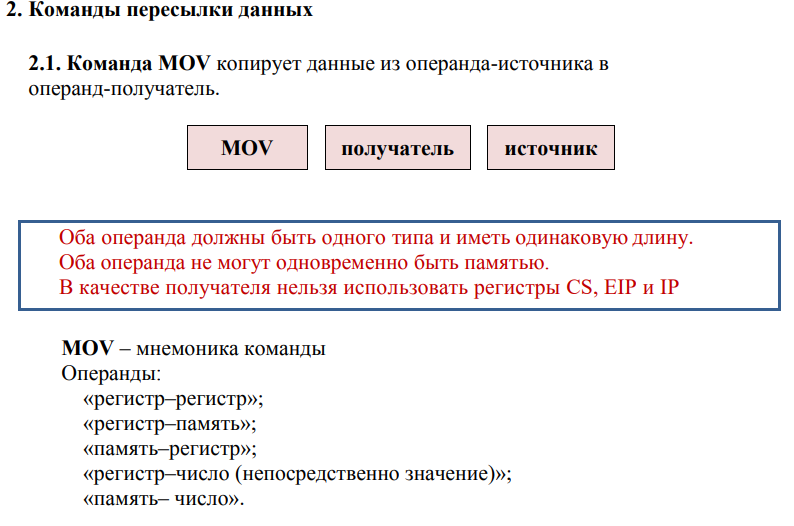 2. Команды пересылки данных
2.1. Команда MOV копирует данные из операнда-источника в
операнд-получатель.
MOV получатель источник
Оба операнда должны быть одного типа и иметь одинаковую длину.
Оба операнда не могут одновременно быть памятью.
В качестве получателя нельзя использовать регистры CS, EIP и IP
MOV – мнемоника команды
Операнды:
«регистр–регистр»;
«регистр–память»;
«память–регистр»;
«регистр–число (непосредственно значение)»;
«память– число».